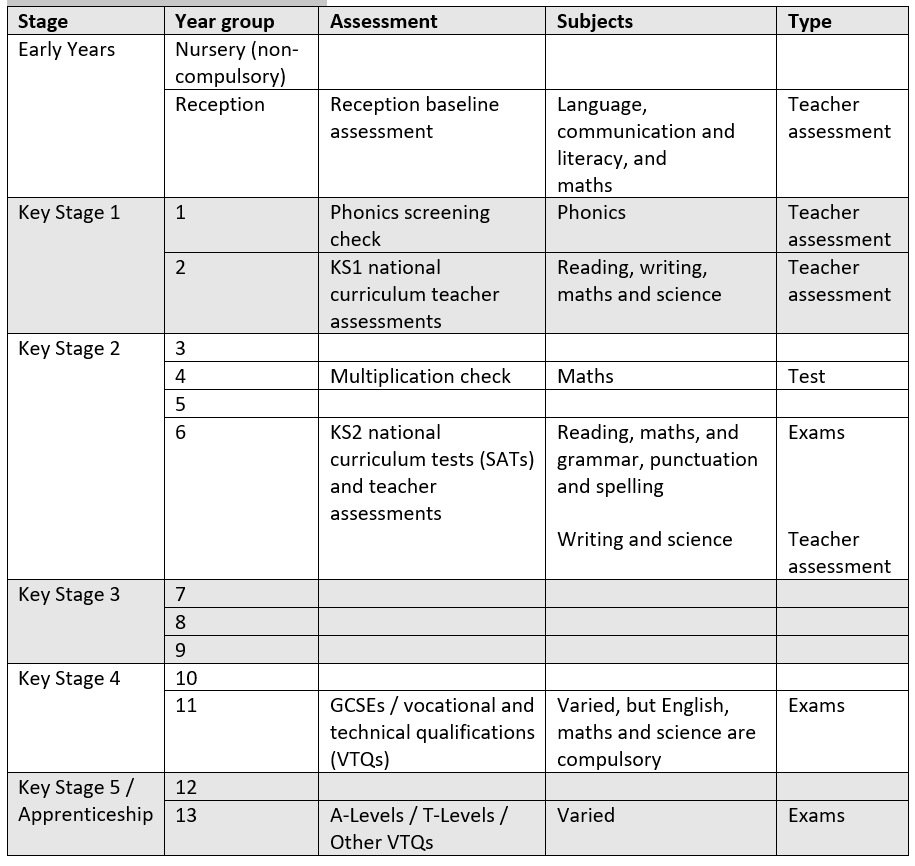 Stage Year group Assessment Subjects Type
Early Years Nursery (non-
compulsory)
Reception Reception baseline Language, Teacher
assessment communication and assessment
literacy, and
maths
Key Stage 1 1 Phonics screening Phonics Teacher
check assessment
2 KS1 national Reading, writing, Teacher
curriculum teacher maths and science assessment
assessments
Key Stage 2 3
4 Multiplication check Maths Test
5
6 KS2 national Reading, maths, and Exams
curriculum tests (SATs) grammar, punctuation
and teacher and spelling
assessments
Writing and science Teacher
assessment
Key Stage 3 7
8
9
Key Stage 4 10
11 GCSEs / vocational and Varied, but English, Exams
technical qualifications maths and science are
(VTQs) compulsory
Key Stage 5 / 12
Apprenticeship 13 A-Levels / T-Levels / Varied Exams
Other VTQs